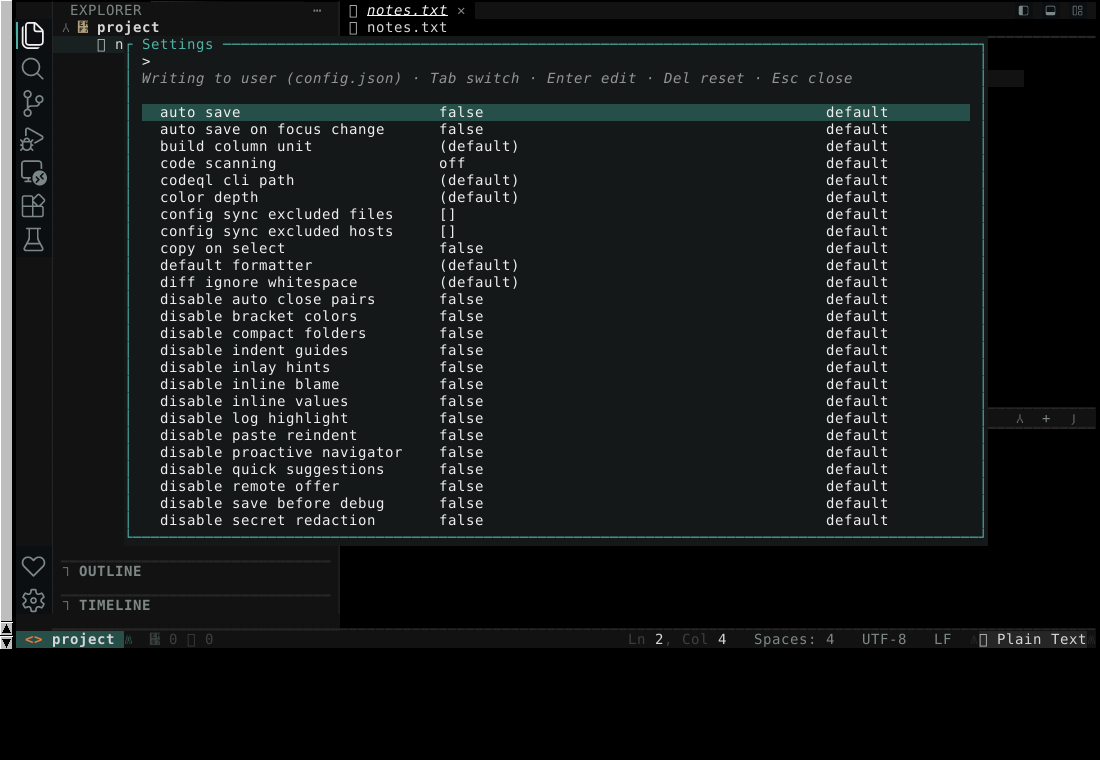 EXPLORER ⋯
notes.txt ×
project
notes.txt
n
Settings
>
Writing to user (config.json) · Tab switch · Enter edit · Del reset · Esc close
auto save false default
auto save on focus change false default
build column unit (default) default
code scanning off default
codeql cli path (default) default
color depth (default) default
config sync excluded files [] default
config sync excluded hosts [] default
copy on select false default
default formatter (default) default
diff ignore whitespace (default) default
disable auto close pairs false default
disable bracket colors false default
disable compact folders false default
disable indent guides false default
disable inlay hints false default
disable inline blame false default
disable inline values false default
disable log highlight false default
disable paste reindent false default
disable proactive navigator false default
disable quick suggestions false default
disable remote offer false default
disable save before debug false default
disable secret redaction false default
OUTLINE
TIMELINE
<> project 0 0 Ln 2, Col 4 Spaces: 4 UTF-8 LF Plain Text